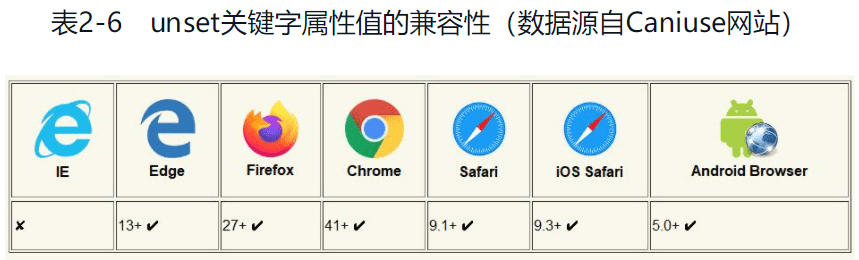 表2-6 unset关键字属性值的兼容性（数据源自Caniuse网站）
IE Edge Firefox Chrome Safari iOS Safari Android Browser
✘ 13+ ✔ 27+ ✔ 41+ ✔ 9.1+ ✔ 9.3+ ✔ 5.0+ ✔